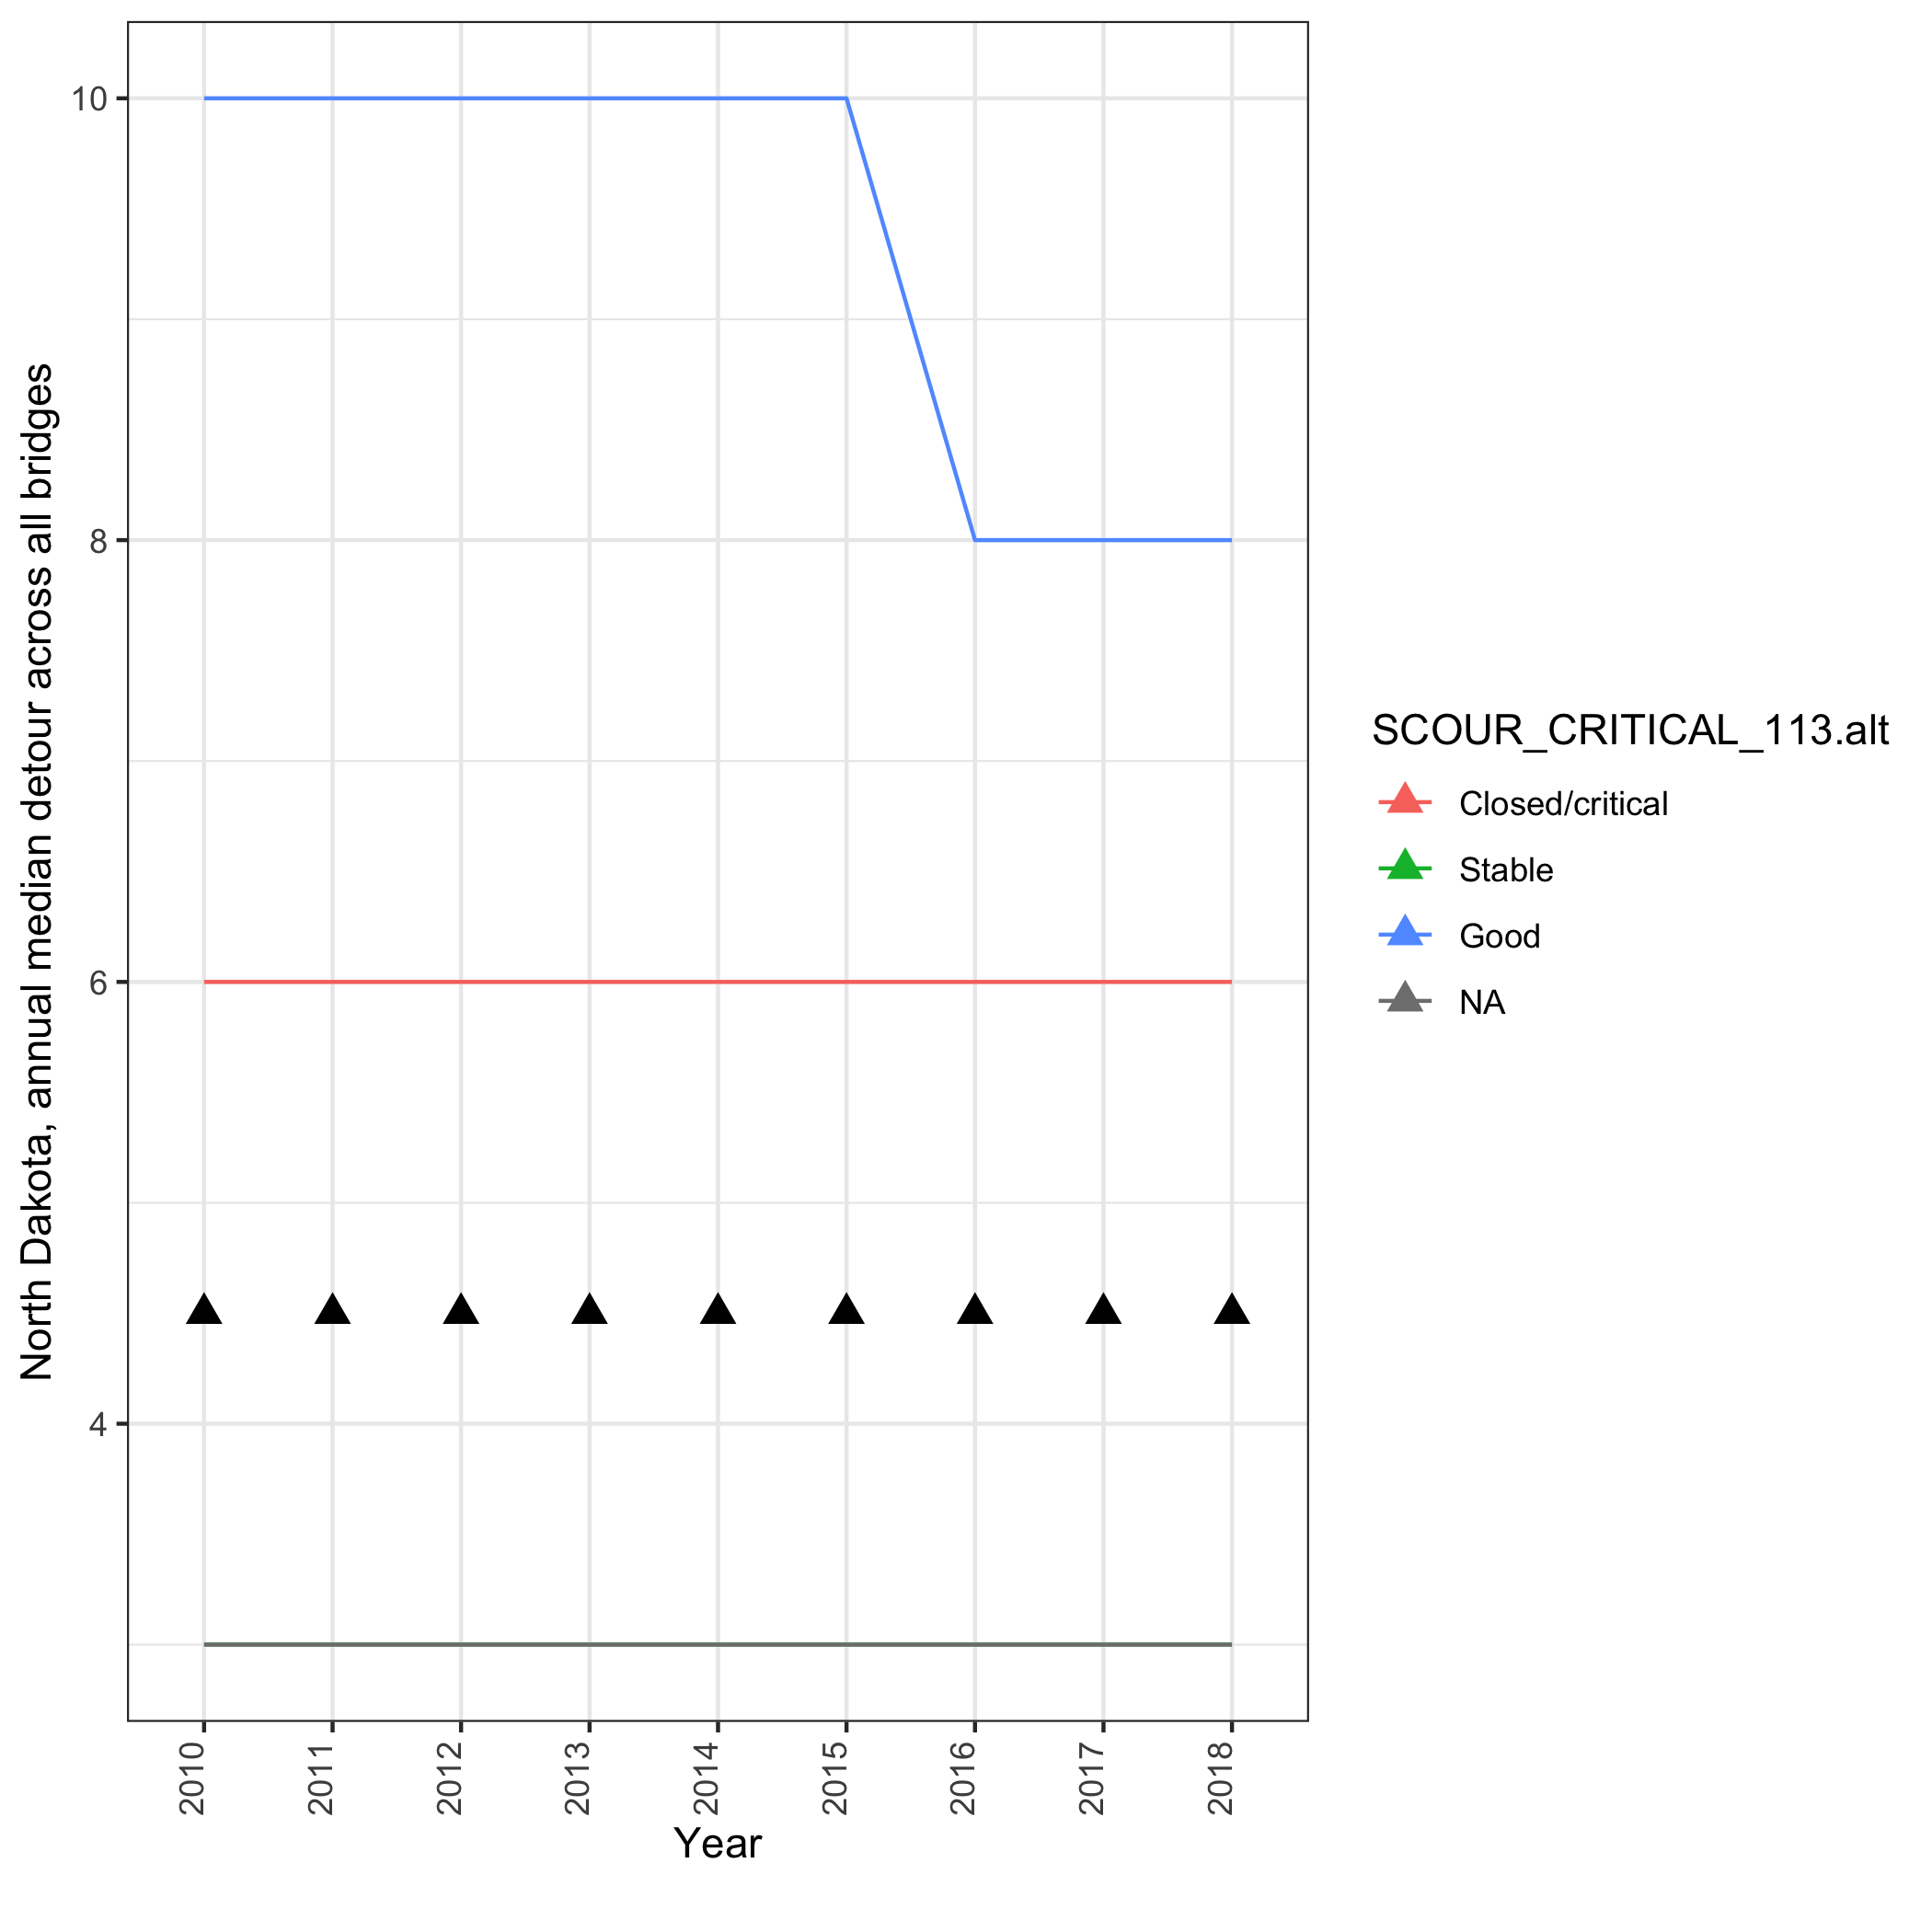 North Dakota, annual median detour across all bridges
10
8
6
4
2010
2011
2012
2013
2014
2015
2016
2017
2018
Year
SCOUR_CRITICAL_113.alt
Closed/critical
Stable
Good
NA